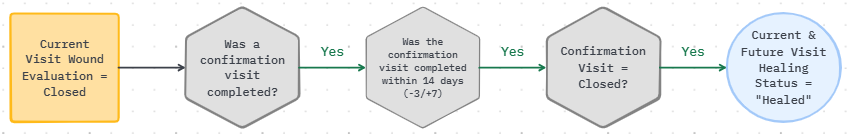 Current
Visit Wound
Evaluation =
Closed
Was a
confirmation
visit
completed?
Yes
Was the
confirmation
visit completed
within 14 days
(-3/+7)
Yes
Confirmation
Visit =
Closed?
Yes
Current &
Future Visit
Healing
Status =
"Healed"